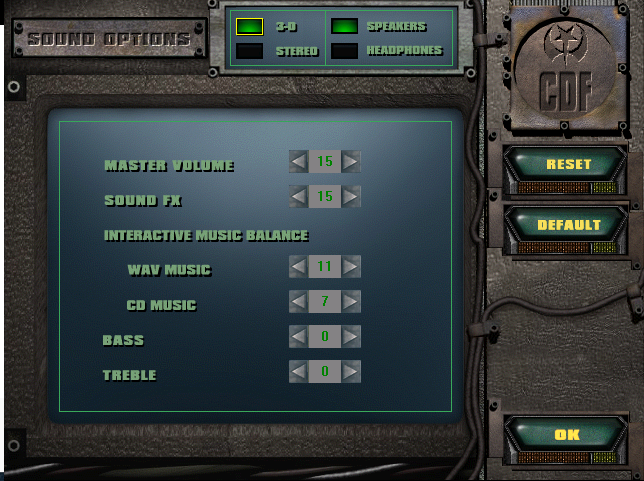 SOUND OPTIONS
3-D
SPEAKERS
STEREO
HEADPHONES
CDF
MASTER VOLUME 15
RESET
SOUND FX 15
DEFAULT
INTERACTIVE MUSIC BALANCE
WAV MUSIC 11
CD MUSIC 7
BASS 0
TREBLE 0
OK